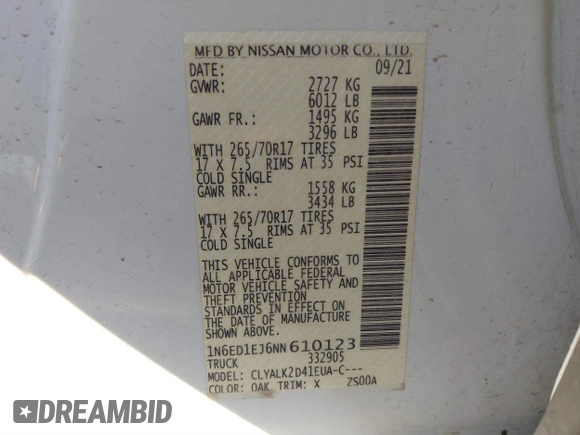 MFD BY NISSAN MOTOR CO., LTD.
DATE: 09/21
GVWR: 2727 KG
6012 LB
GAWR FR.: 1495 KG
3296 LB
WITH 265/70R17 TIRES
17 X 7.5 RIMS AT 35 PSI
COLD SINGLE
GAWR RR.: 1558 KG
3434 LB
WITH 265/70R17 TIRES
17 X 7.5 RIMS AT 35 PSI
COLD SINGLE
THIS VEHICLE CONFORMS TO
ALL APPLICABLE FEDERAL
MOTOR VEHICLE SAFETY AND
THEFT PREVENTION
STANDARDS IN EFFECT ON
THE DATE OF MANUFACTURE
SHOWN ABOVE.
1N6ED1EJ6NN610123
TRUCK 332905
MODEL: CLYALK2D41EUA-C---
COLOR: QAK, TRIM: X ZS00A
EASYBIDPRO
EASYBIDPRO.COM